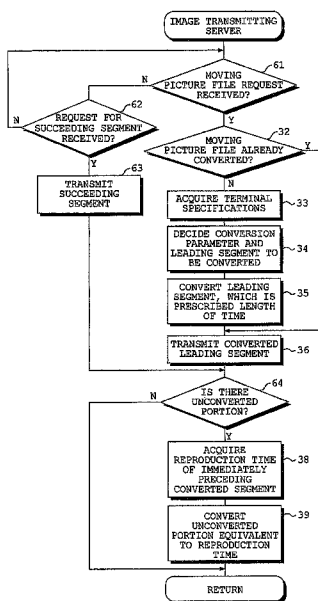 IMAGE TRANSMITTING
SERVER
61
MOVING
PICTURE FILE REQUEST
RECEIVED?
N
Y
62
REQUEST FOR
SUCCEEDING SEGMENT
RECEIVED?
N
Y
63
TRANSMIT
SUCCEEDING
SEGMENT
32
MOVING
PICTURE FILE ALREADY
CONVERTED?
Y
N
ACQUIRE TERMINAL
SPECIFICATIONS
33
DECIDE CONVERSION
PARAMETER AND
LEADING SEGMENT TO
BE CONVERTED
34
CONVERT LEADING
SEGMENT, WHICH IS
PRESCRIBED LENGTH
OF TIME
35
TRANSMIT CONVERTED
LEADING SEGMENT
36
64
IS THERE
UNCONVERTED
PORTION?
N
Y
ACQUIRE
REPRODUCTION TIME
OF IMMEDIATELY
PRECEDING
CONVERTED SEGMENT
38
CONVERT
UNCONVERTED
PORTION EQUIVALENT
TO REPRODUCTION
TIME
39
RETURN